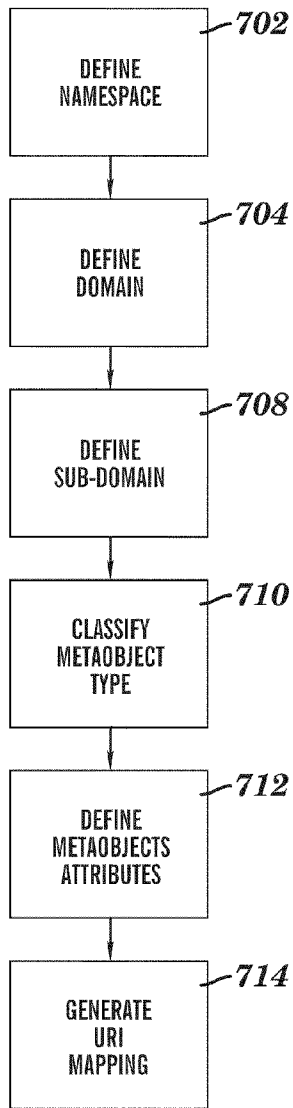 702
DEFINE
NAMESPACE
704
DEFINE
DOMAIN
708
DEFINE
SUB-DOMAIN
710
CLASSIFY
METAOBJECT
TYPE
712
DEFINE
METAOBJECTS
ATTRIBUTES
714
GENERATE
URI
MAPPING